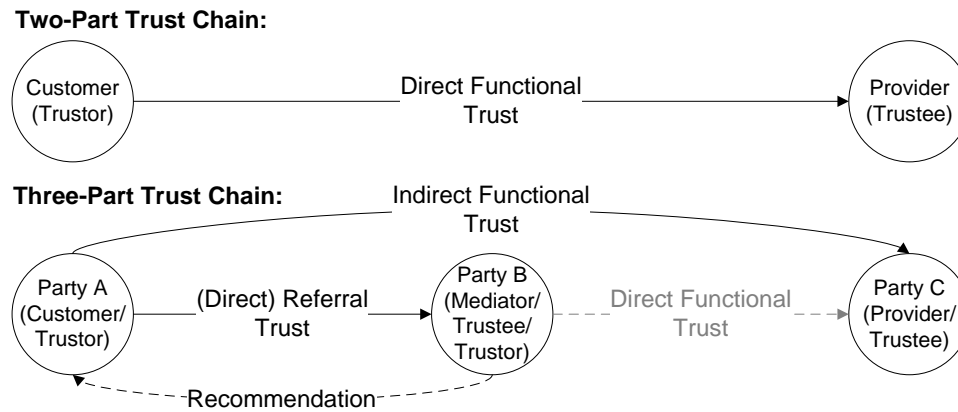 Two-Part Trust Chain:
Customer
(Trustor)
Direct Functional
Trust
Provider
(Trustee)
Three-Part Trust Chain:
Indirect Functional
Trust
Party A
(Customer/
Trustor)
(Direct) Referral
Trust
Party B
(Mediator/
Trustee/
Trustor)
Direct Functional
Trust
Party C
(Provider/
Trustee)
Recommendation